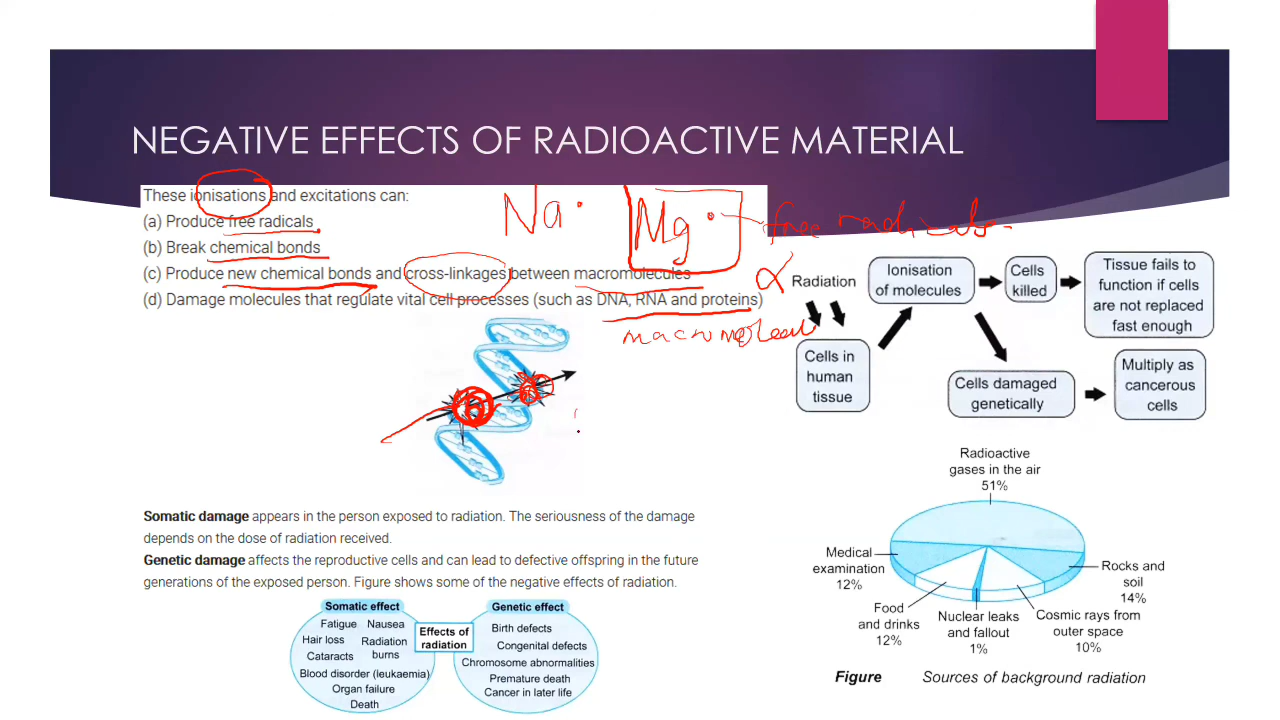 NEGATIVE EFFECTS OF RADIOACTIVE MATERIAL
These ionisations and excitations can:
(a) Produce free radicals
(b) Break chemical bonds
(c) Produce new chemical bonds and cross-linkages between macromolecules
(d) Damage molecules that regulate vital cell processes (such as DNA, RNA and proteins)
Na·
Mg·
free radicals
α
Radiation
Cells in
human
tissue
Ionisation
of molecules
Cells
killed
Tissue fails to
function if cells
are not replaced
fast enough
Cells damaged
genetically
Multiply as
cancerous
cells
Somatic damage appears in the person exposed to radiation. The seriousness of the damage
depends on the dose of radiation received.
Genetic damage affects the reproductive cells and can lead to defective offspring in the future
generations of the exposed person. Figure shows some of the negative effects of radiation.
Somatic effect
Fatigue Nausea
Hair loss Radiation
burns
Cataracts
Blood disorder (leukaemia)
Organ failure
Death
Effects of
radiation
Genetic effect
Birth defects
Congenital defects
Chromosome abnormalities
Premature death
Cancer in later life
Radioactive
gases in the air
51%
Medical
examination
12%
Food
and drinks
12%
Nuclear leaks
and fallout
1%
Cosmic rays from
outer space
10%
Rocks and
soil
14%
Figure Sources of background radiation